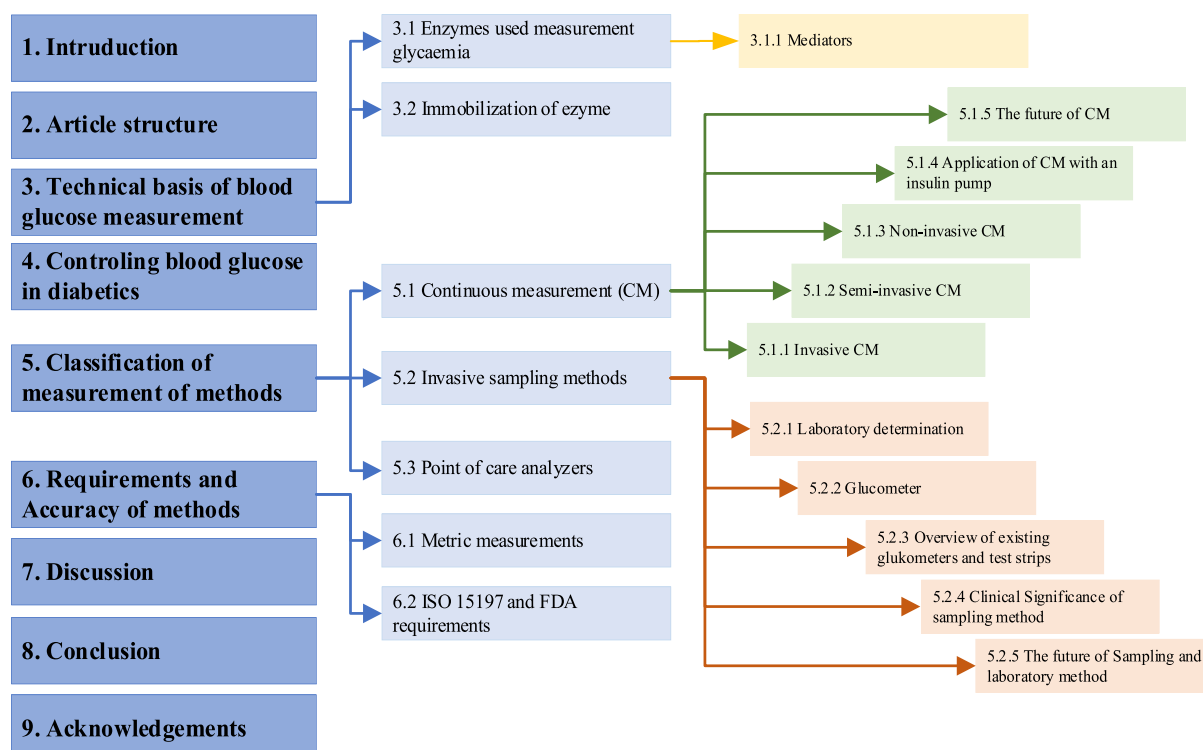 1. Intruduction
2. Article structure
3. Technical basis of blood
glucose measurement
4. Controling blood glucose
in diabetics
5. Classification of
measurement of methods
6. Requirements and
Accuracy of methods
7. Discussion
8. Conclusion
9. Acknowledgements
3.1 Enzymes used measurement
glycaemia
3.2 Immobilization of ezyme
5.1 Continuous measurement (CM)
5.2 Invasive sampling methods
5.3 Point of care analyzers
6.1 Metric measurements
6.2 ISO 15197 and FDA
requirements
3.1.1 Mediators
5.1.5 The future of CM
5.1.4 Application of CM with an
insulin pump
5.1.3 Non-invasive CM
5.1.2 Semi-invasive CM
5.1.1 Invasive CM
5.2.1 Laboratory determination
5.2.2 Glucometer
5.2.3 Overview of existing
glukometers and test strips
5.2.4 Clinical Significance of
sampling method
5.2.5 The future of Sampling and
laboratory method